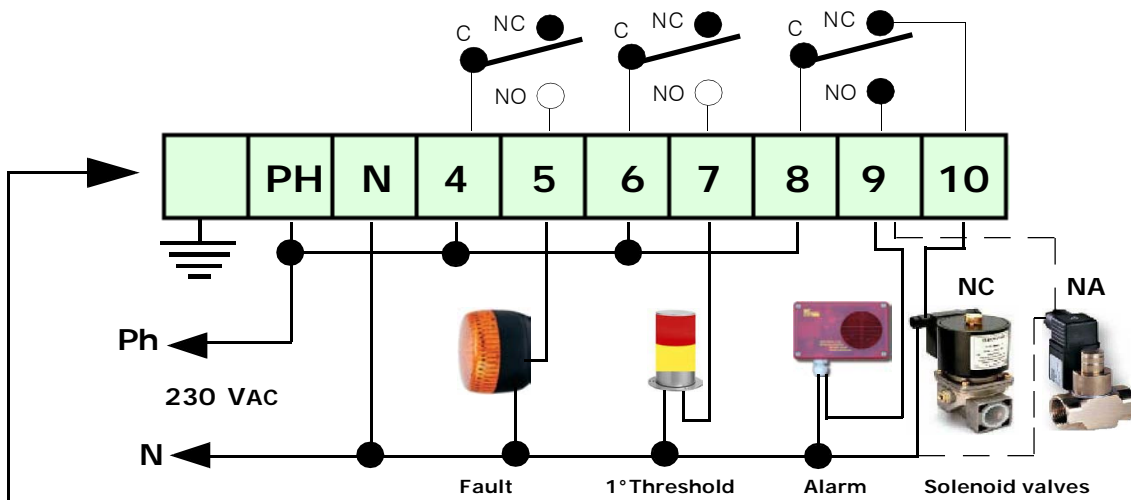 C NC C NC C NC
NO NO NO
PH N 4 5 6 7 8 9 10
NC NA
Ph
230 VAC
N
Fault 1°Threshold Alarm Solenoid valves